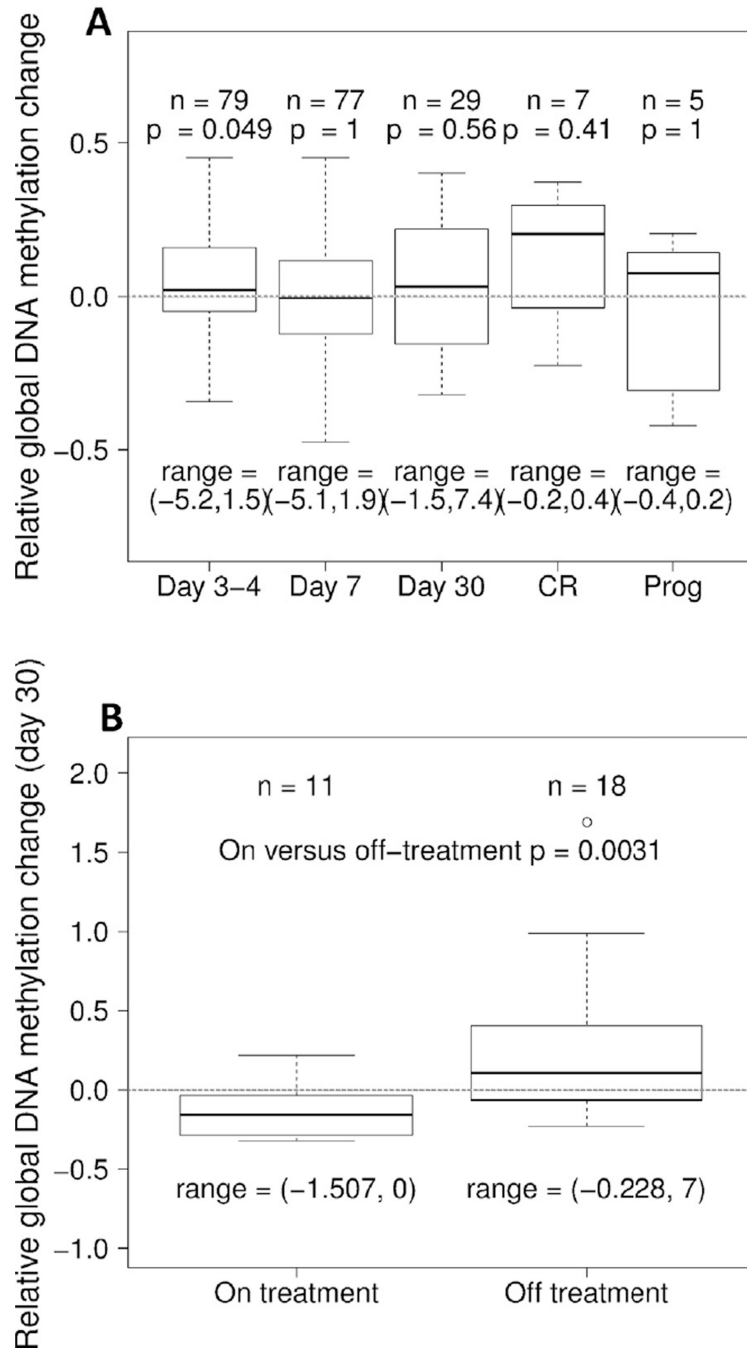 A
Relative global DNA methylation change
n = 79 n = 77 n = 29 n = 7 n = 5
p = 0.049 p = 1 p = 0.56 p = 0.41 p = 1
0.5
0.0
−0.5
range = range = range = range = range =
(−5.2,1.5) (−5.1,1.9) (−1.5,7.4) (−0.2,0.4) (−0.4,0.2)
Day 3−4 Day 7 Day 30 CR Prog
B
Relative global DNA methylation change (day 30)
2.0
n = 11 n = 18
On versus off−treatment p = 0.0031
1.5
1.0
0.5
0.0
−0.5
range = (−1.507, 0) range = (−0.228, 7)
−1.0
On treatment Off treatment